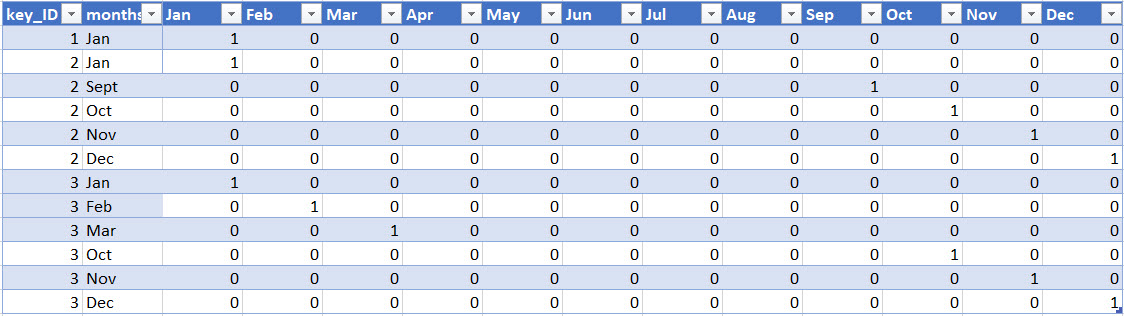 key_ID months Jan Feb Mar Apr May Jun Jul Aug Sep Oct Nov Dec
1 Jan 1 0 0 0 0 0 0 0 0 0 0 0
2 Jan 1 0 0 0 0 0 0 0 0 0 0 0
2 Sept 0 0 0 0 0 0 0 0 1 0 0 0
2 Oct 0 0 0 0 0 0 0 0 0 1 0 0
2 Nov 0 0 0 0 0 0 0 0 0 0 1 0
2 Dec 0 0 0 0 0 0 0 0 0 0 0 1
3 Jan 1 0 0 0 0 0 0 0 0 0 0 0
3 Feb 0 1 0 0 0 0 0 0 0 0 0 0
3 Mar 0 0 1 0 0 0 0 0 0 0 0 0
3 Oct 0 0 0 0 0 0 0 0 0 1 0 0
3 Nov 0 0 0 0 0 0 0 0 0 0 1 0
3 Dec 0 0 0 0 0 0 0 0 0 0 0 1